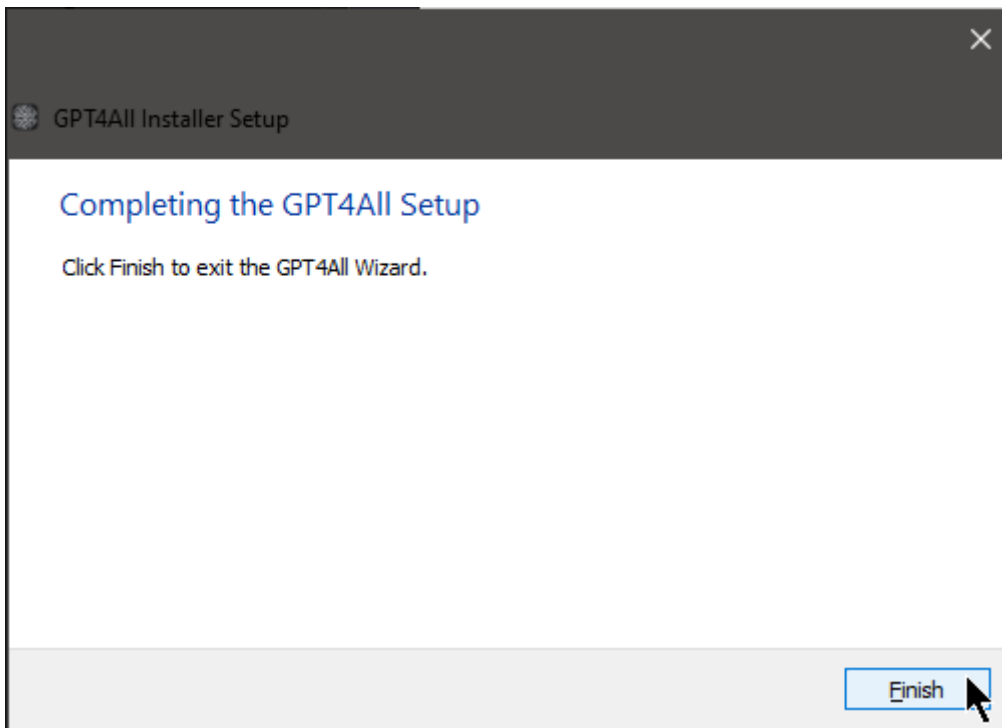 GPT4All Installer Setup
Completing the GPT4All Setup
Click Finish to exit the GPT4All Wizard.
Finish